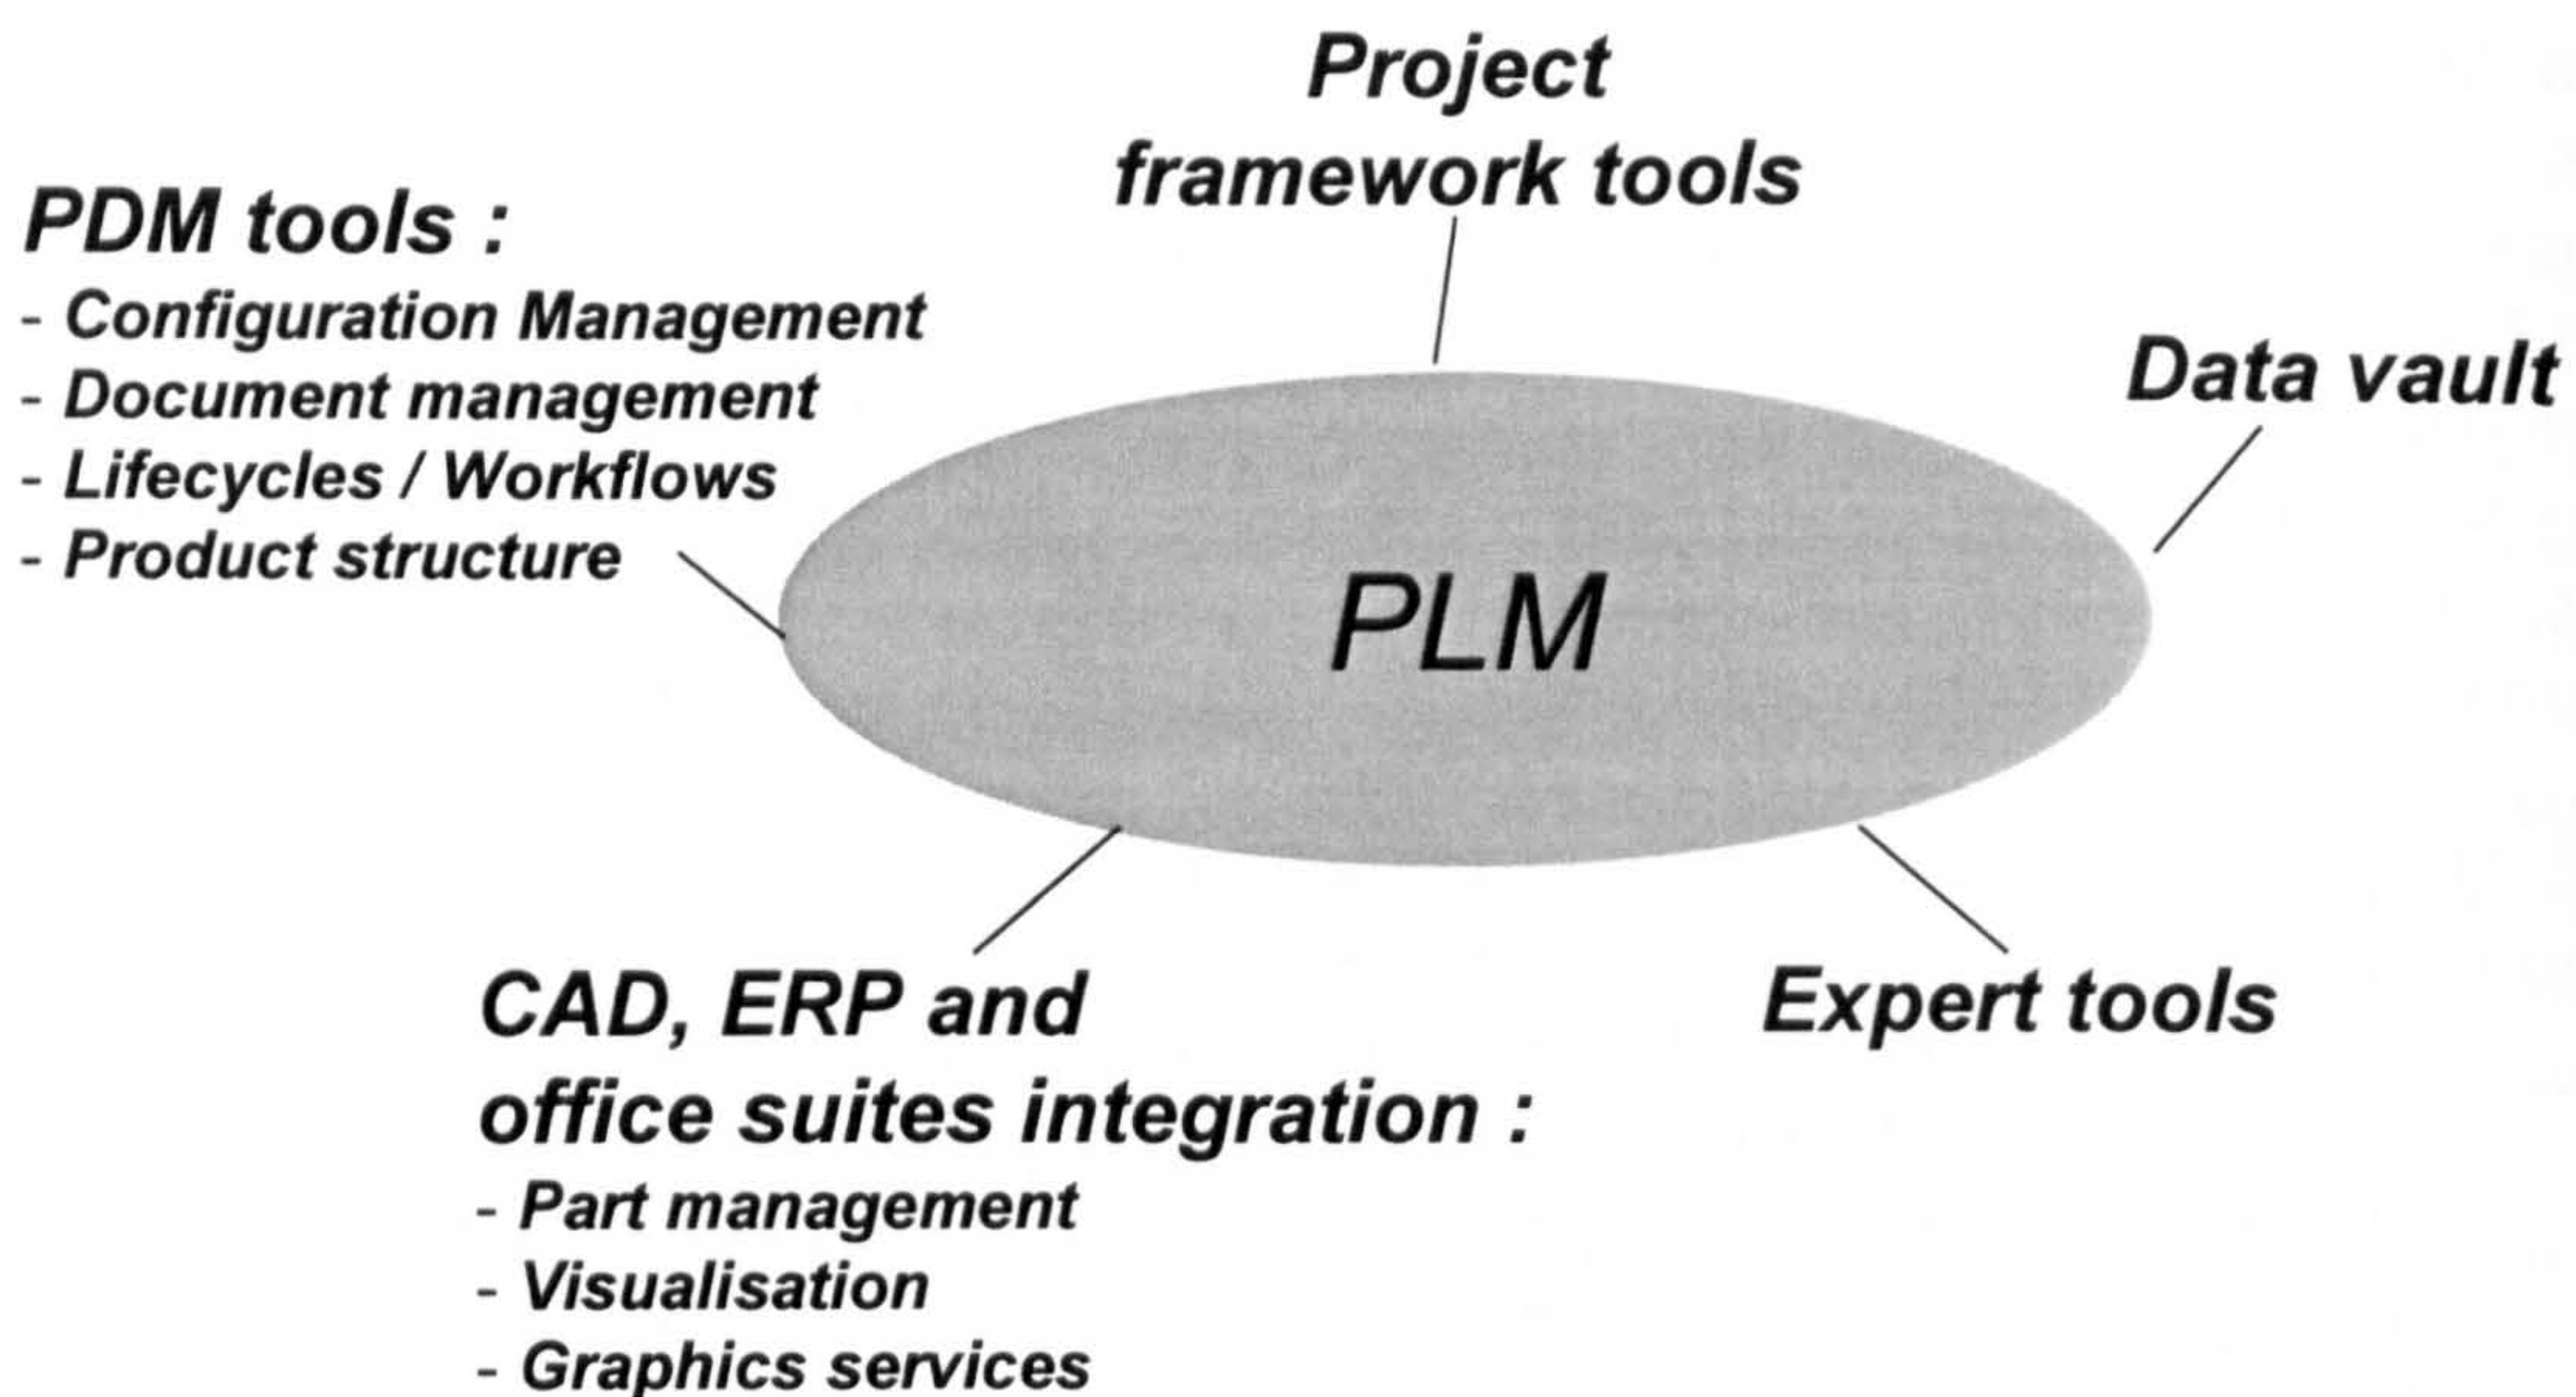 Project
framework tools
PDM tools :
- Configuration Management
- Document management
- Lifecycles / Workflows
- Product structure
Data vault
PLM
CAD, ERP and
office suites integration :
- Part management
- Visualisation
- Graphics services
Expert tools